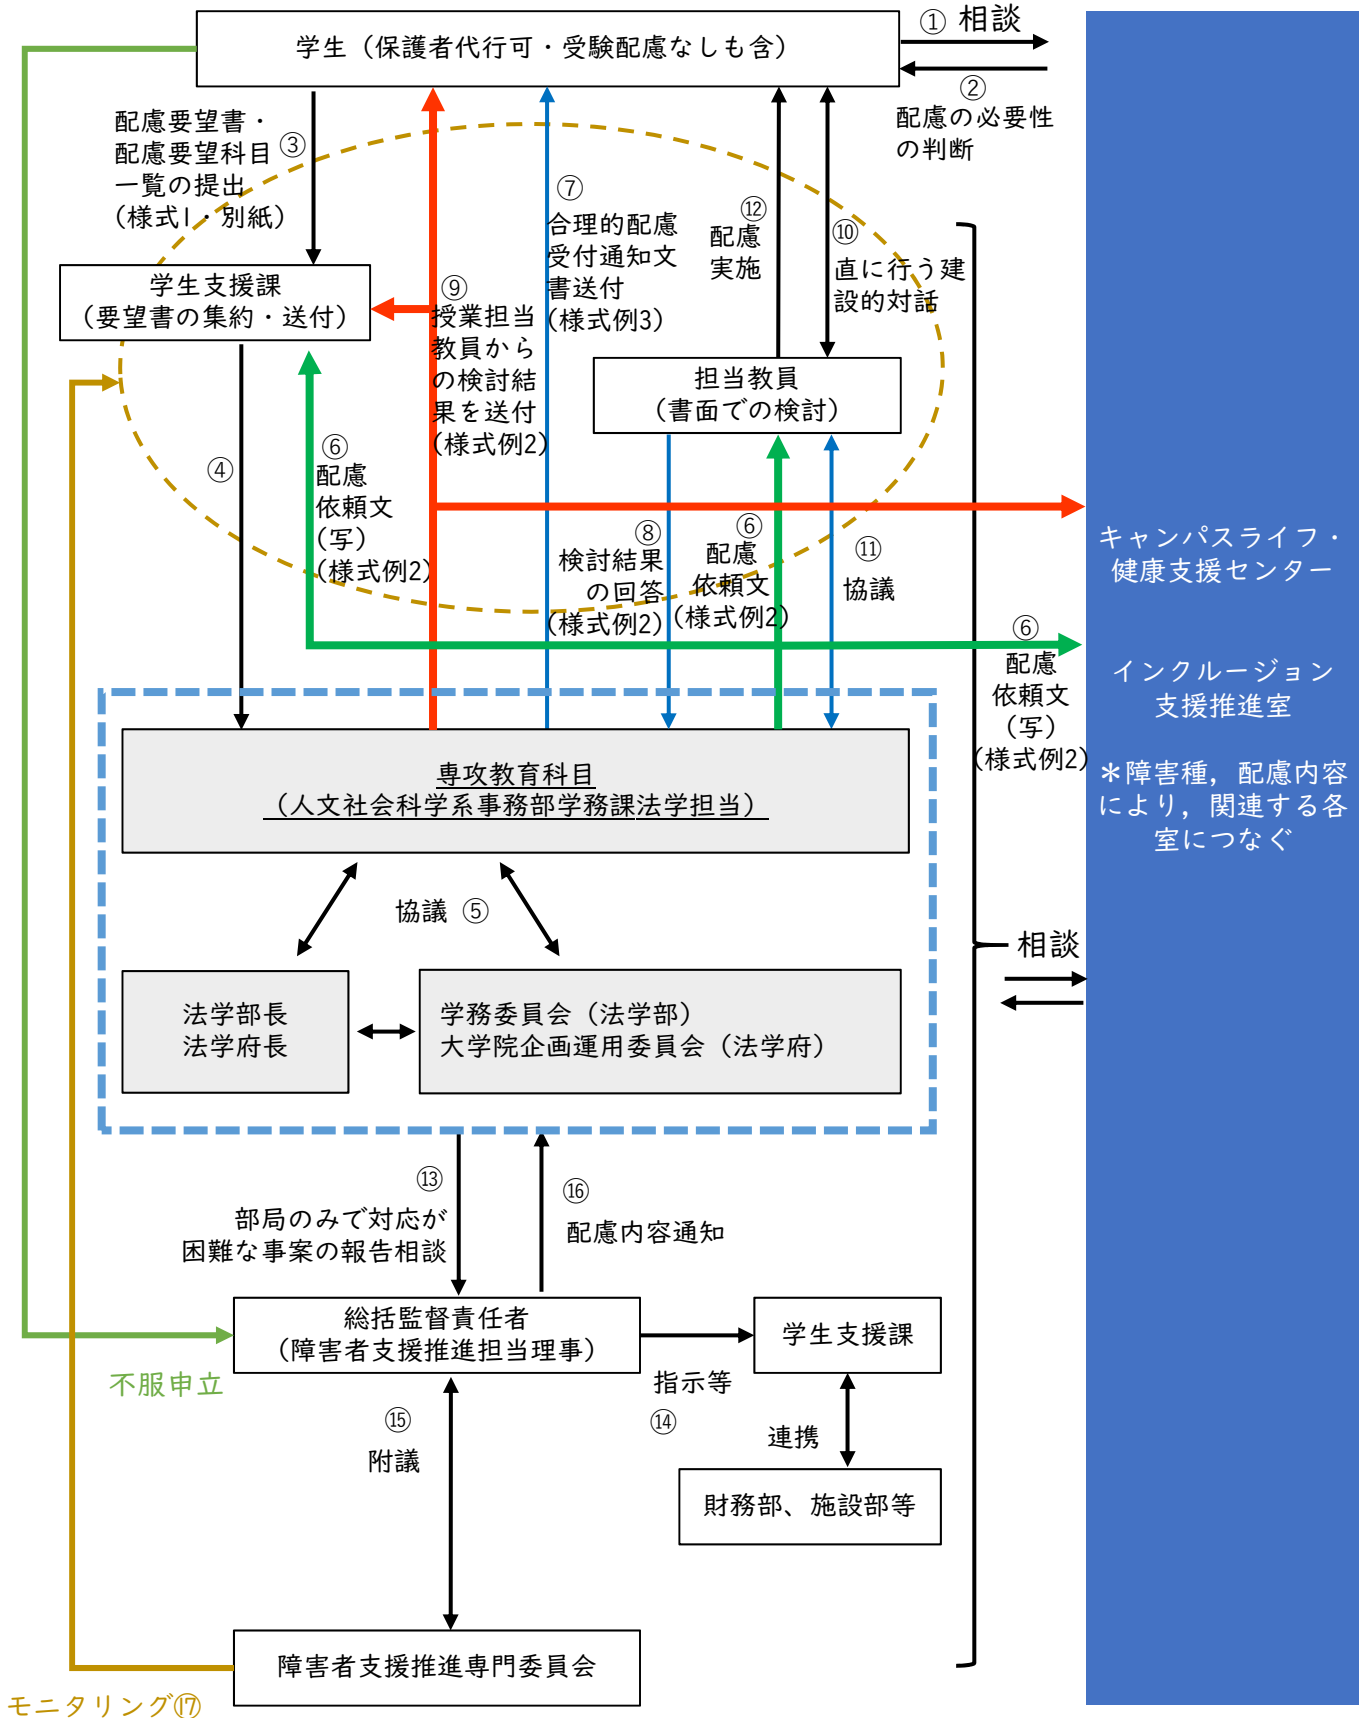 ① 相談
学生（保護者代行可・受験配慮なしも含）
②
配慮の必要性
の判断
配慮要望書・
配慮要望科目
一覧の提出
(様式1・別紙)
③
⑦
合理的配慮
受付通知文
書送付
(様式例3)
⑫
配慮
実施
⑩
直に行う建
設的対話
学生支援課
(要望書の集約・送付)
⑨
授業担当
教員から
の検討結
果を送付
(様式例2)
担当教員
(書面での検討)
④
⑥
配慮
依頼文
(写)
(様式例2)
⑧
検討結果
の回答
(様式例2)
⑥
配慮
依頼文
(様式例2)
⑪
協議
キャンパスライフ・
健康支援センター
⑥
配慮
依頼文
(写)
(様式例2)
インクルージョン
支援推進室
＊障害種，配慮内容
により，関連する各
室につなぐ
専攻教育科目
（人文社会科学系事務部学務課法学担当）
協議 ⑤
相談
法学部長
法学府長
学務委員会（法学部）
大学院企画運用委員会（法学府）
⑬
部局のみで対応が
困難な事案の報告相談
⑯
配慮内容通知
総括監督責任者
（障害者支援推進担当理事）
学生支援課
不服申立
指示等
⑭
⑮
附議
連携
財務部、施設部等
障害者支援推進専門委員会
モニタリング⑰